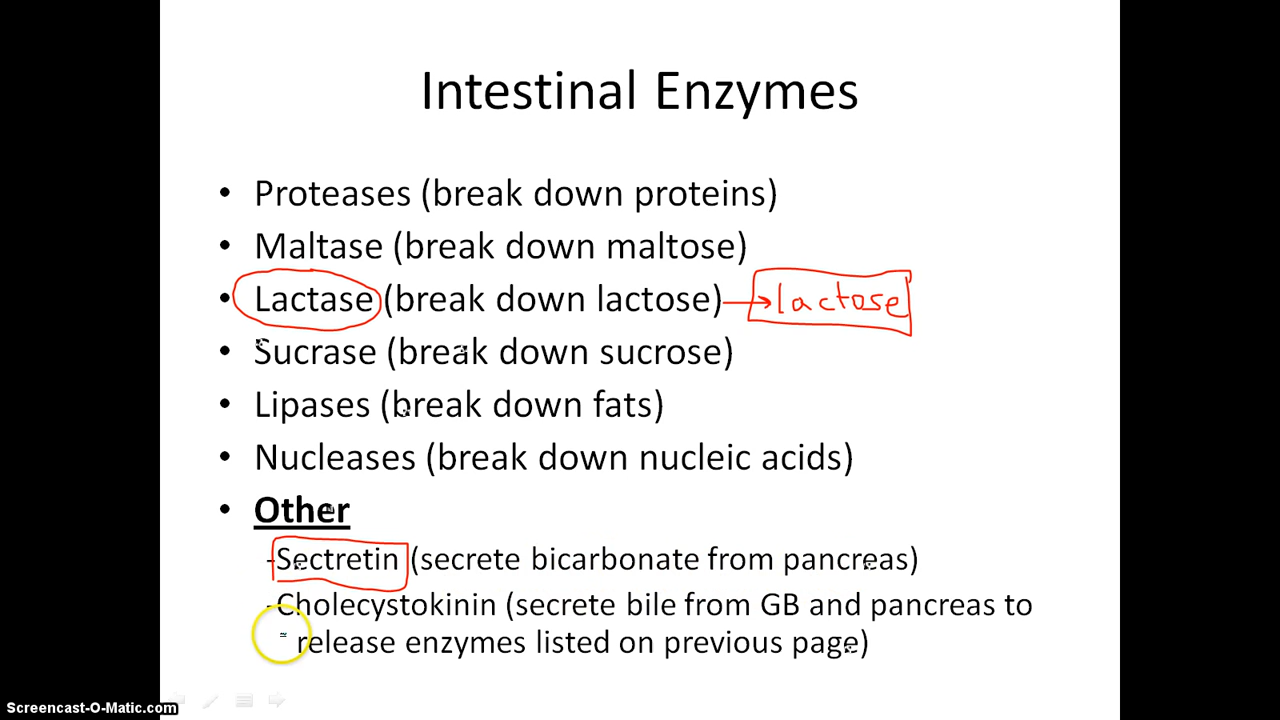 Intestinal Enzymes
• Proteases (break down proteins)
• Maltase (break down maltose)
• Lactase (break down lactose) → lactose
• Sucrase (break down sucrose)
• Lipases (break down fats)
• Nucleases (break down nucleic acids)
• Other
-Sectretin (secrete bicarbonate from pancreas)
-Cholecystokinin (secrete bile from GB and pancreas to
release enzymes listed on previous page)
Screencast-O-Matic.com